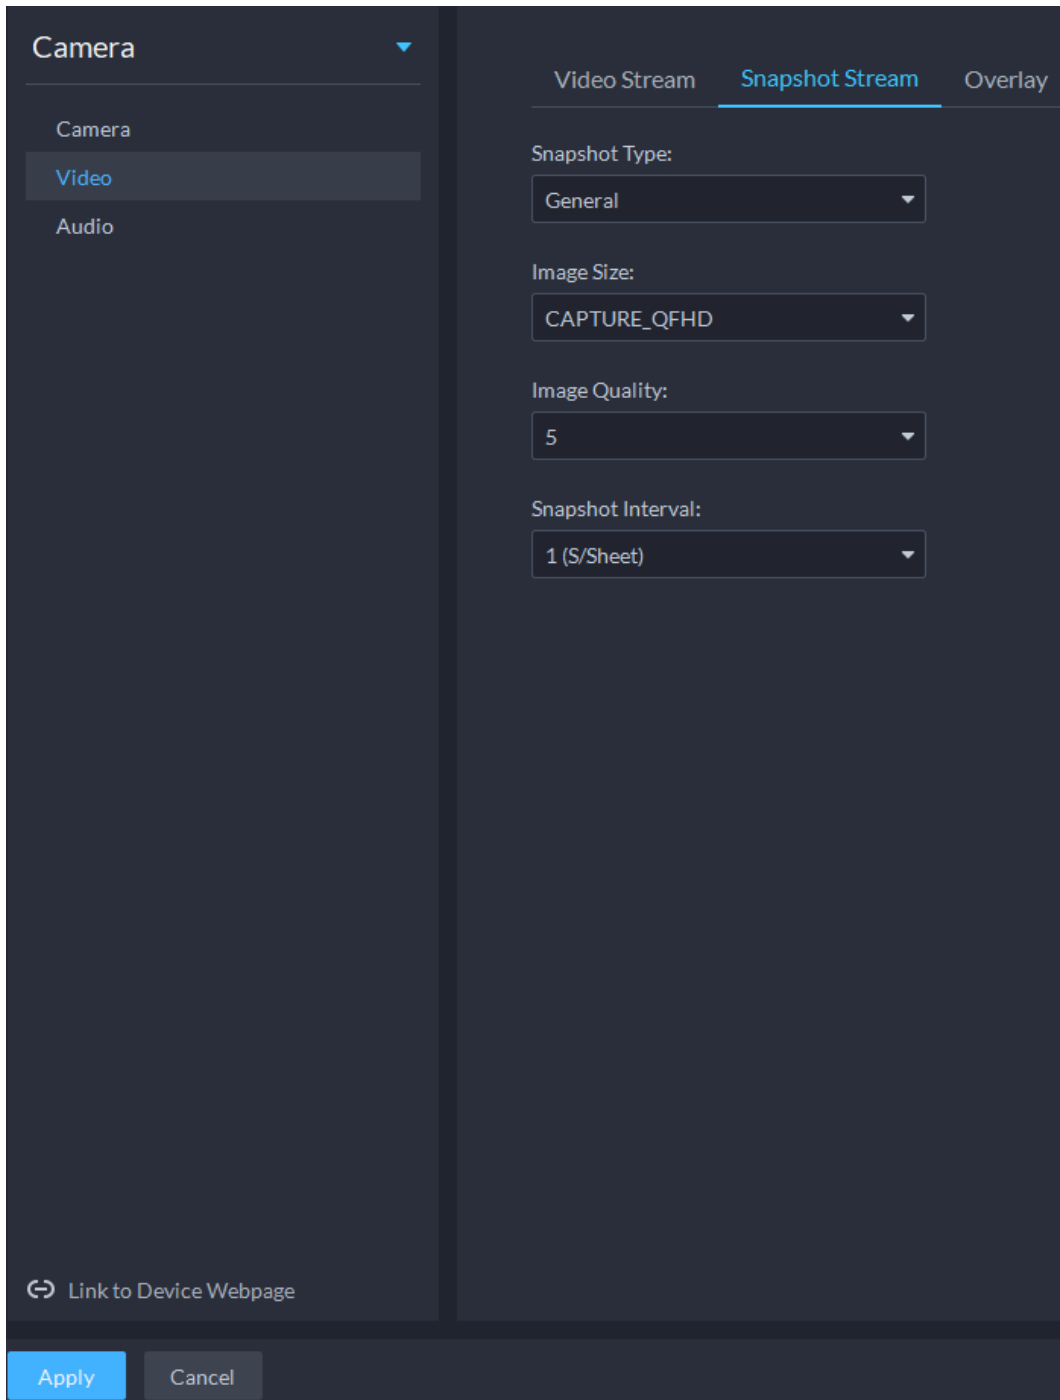 Camera
Camera
Video
Audio
Link to Device Webpage
Video Stream Snapshot Stream Overlay
Snapshot Type:
General
Image Size:
CAPTURE_QFHD
Image Quality:
5
Snapshot Interval:
1 (S/Sheet)
Apply Cancel